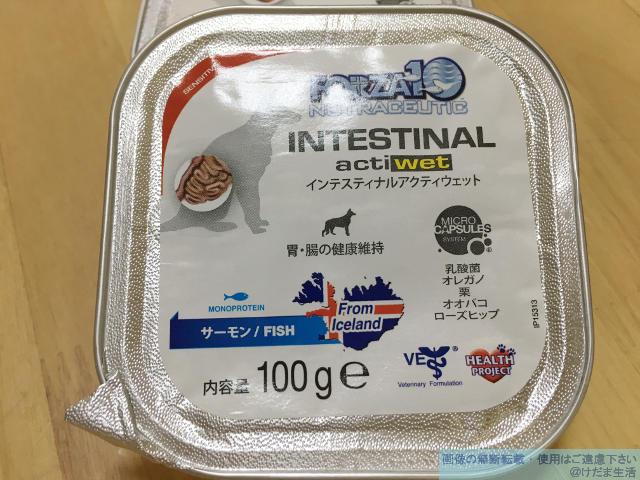 SENSITIVE
FORZA10
NUTRACEUTIC
INTESTINAL
actiwet
インテスティナルアクティウェット
胃・腸の健康維持
MICRO
CAPSULES
SYSTEM
乳酸菌
オレガノ
栗
オオバコ
ローズヒップ
MONOPROTEIN
サーモン / FISH
From
Iceland
IP15313
内容量 100g℮
VE
Veterinary Formulation
HEALTH
PROJECT
画像の無断転載・使用はご遠慮下さい
@けだま生活